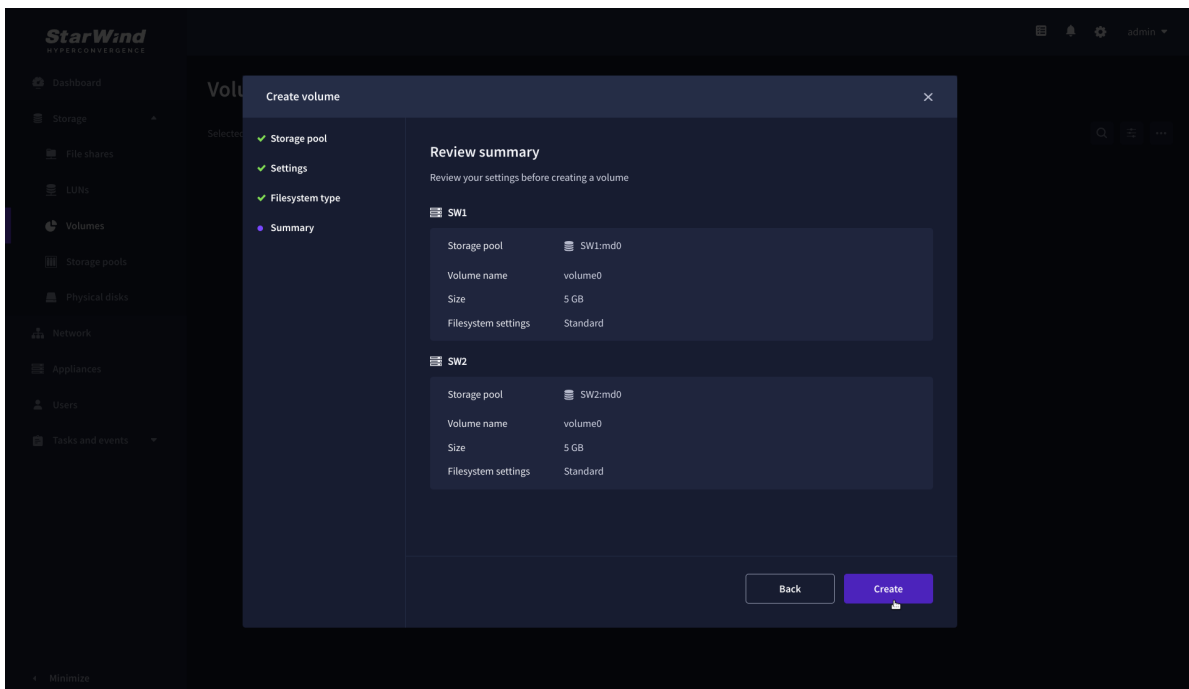 StarWind
HYPERCONVERGENCE
admin
Dashboard
Storage
File shares
LUNs
Volumes
Storage pools
Physical disks
Network
Appliances
Users
Tasks and events
Minimize
Volu
Selected
Create volume
Storage pool
Settings
Filesystem type
Summary
Review summary
Review your settings before creating a volume
SW1
Storage pool SW1:md0
Volume name volume0
Size 5 GB
Filesystem settings Standard
SW2
Storage pool SW2:md0
Volume name volume0
Size 5 GB
Filesystem settings Standard
Back Create